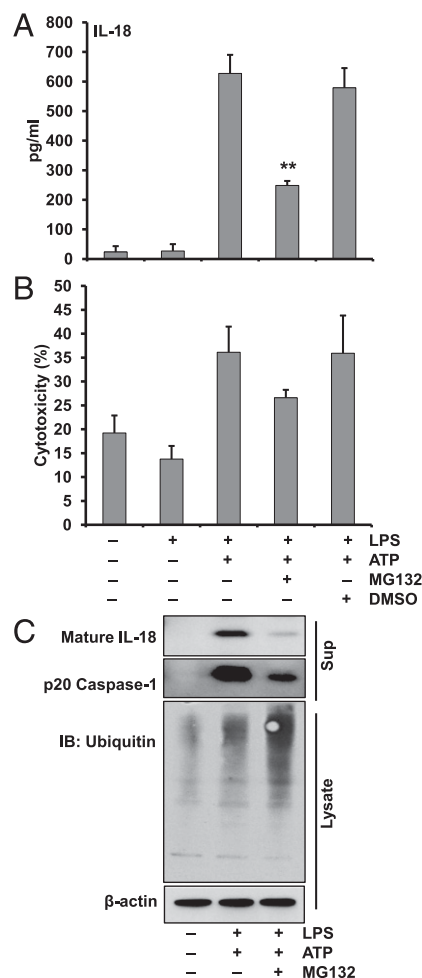 A
IL-18
800
700
600
500
400
300
200
100
0
pg/ml
**
B
50
45
40
35
30
25
20
15
10
5
0
Cytotoxicity (%)
– + + + + LPS
– – + + + ATP
– – – + – MG132
– – – – + DMSO
C
Mature IL-18
p20 Caspase-1
Sup
IB: Ubiquitin
Lysate
β-actin
– + + LPS
– + + ATP
– – + MG132